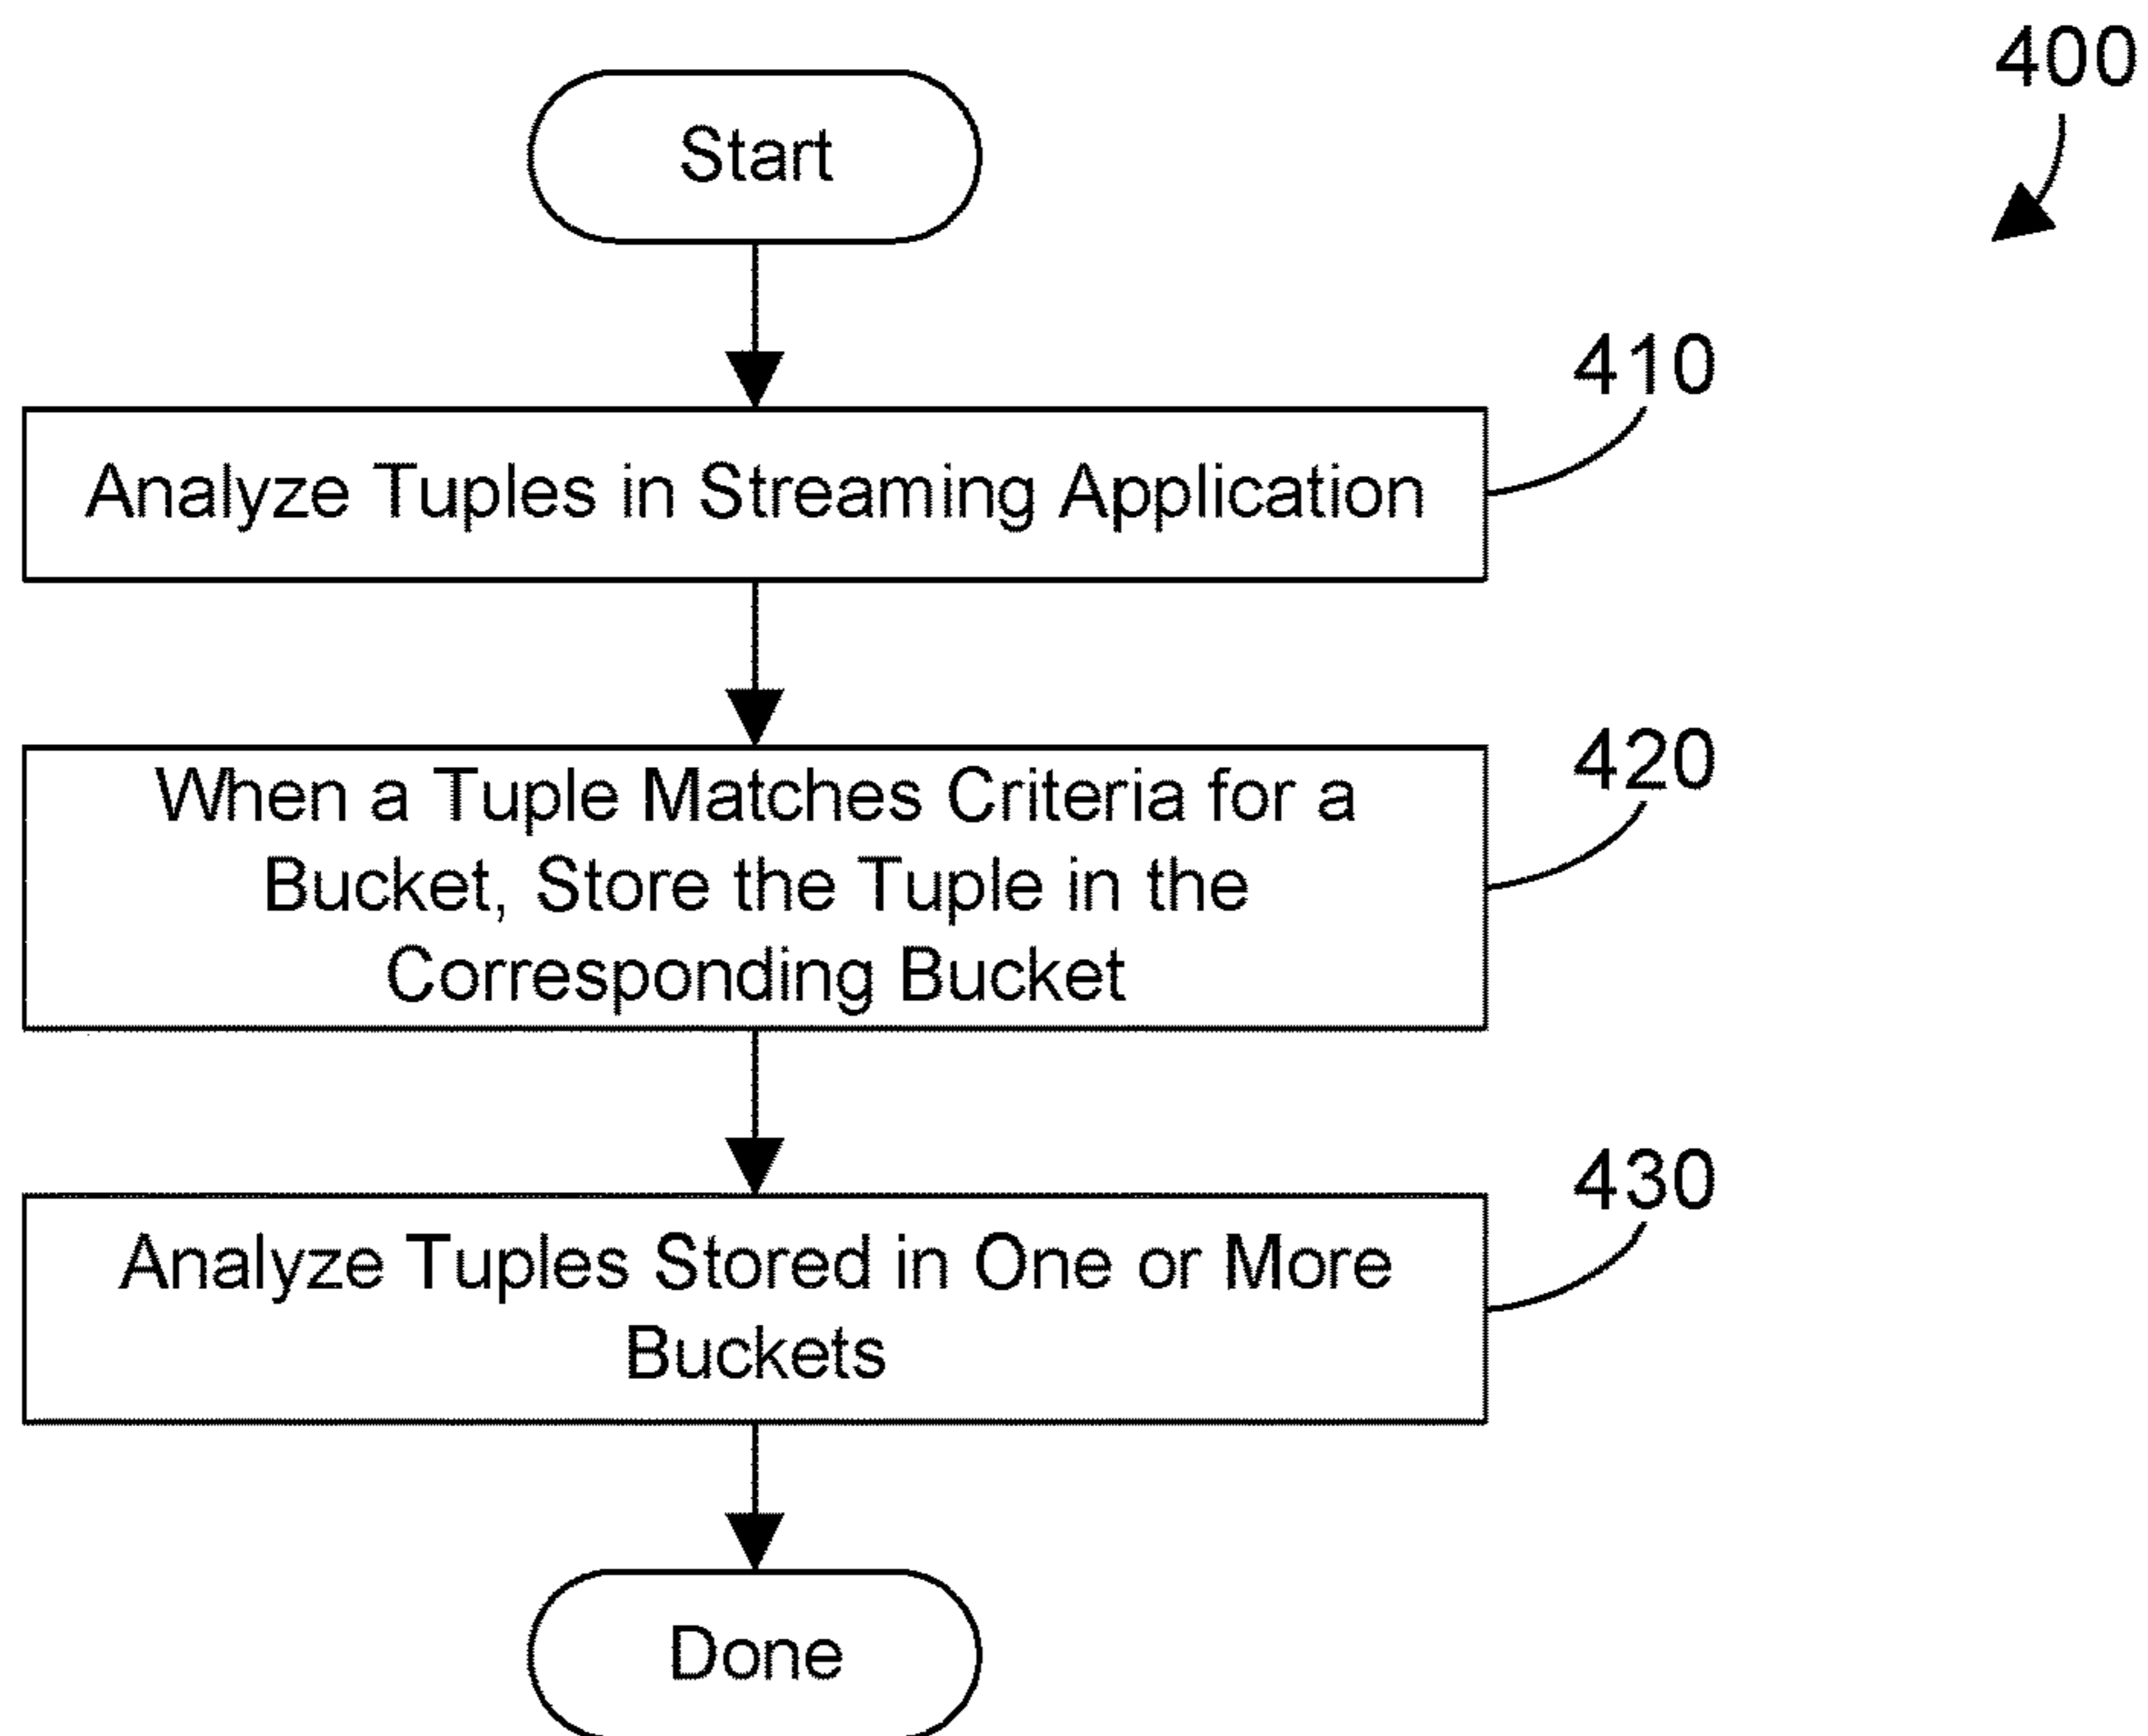 400
Start
410
Analyze Tuples in Streaming Application
420
When a Tuple Matches Criteria for a
Bucket, Store the Tuple in the
Corresponding Bucket
430
Analyze Tuples Stored in One or More
Buckets
Done